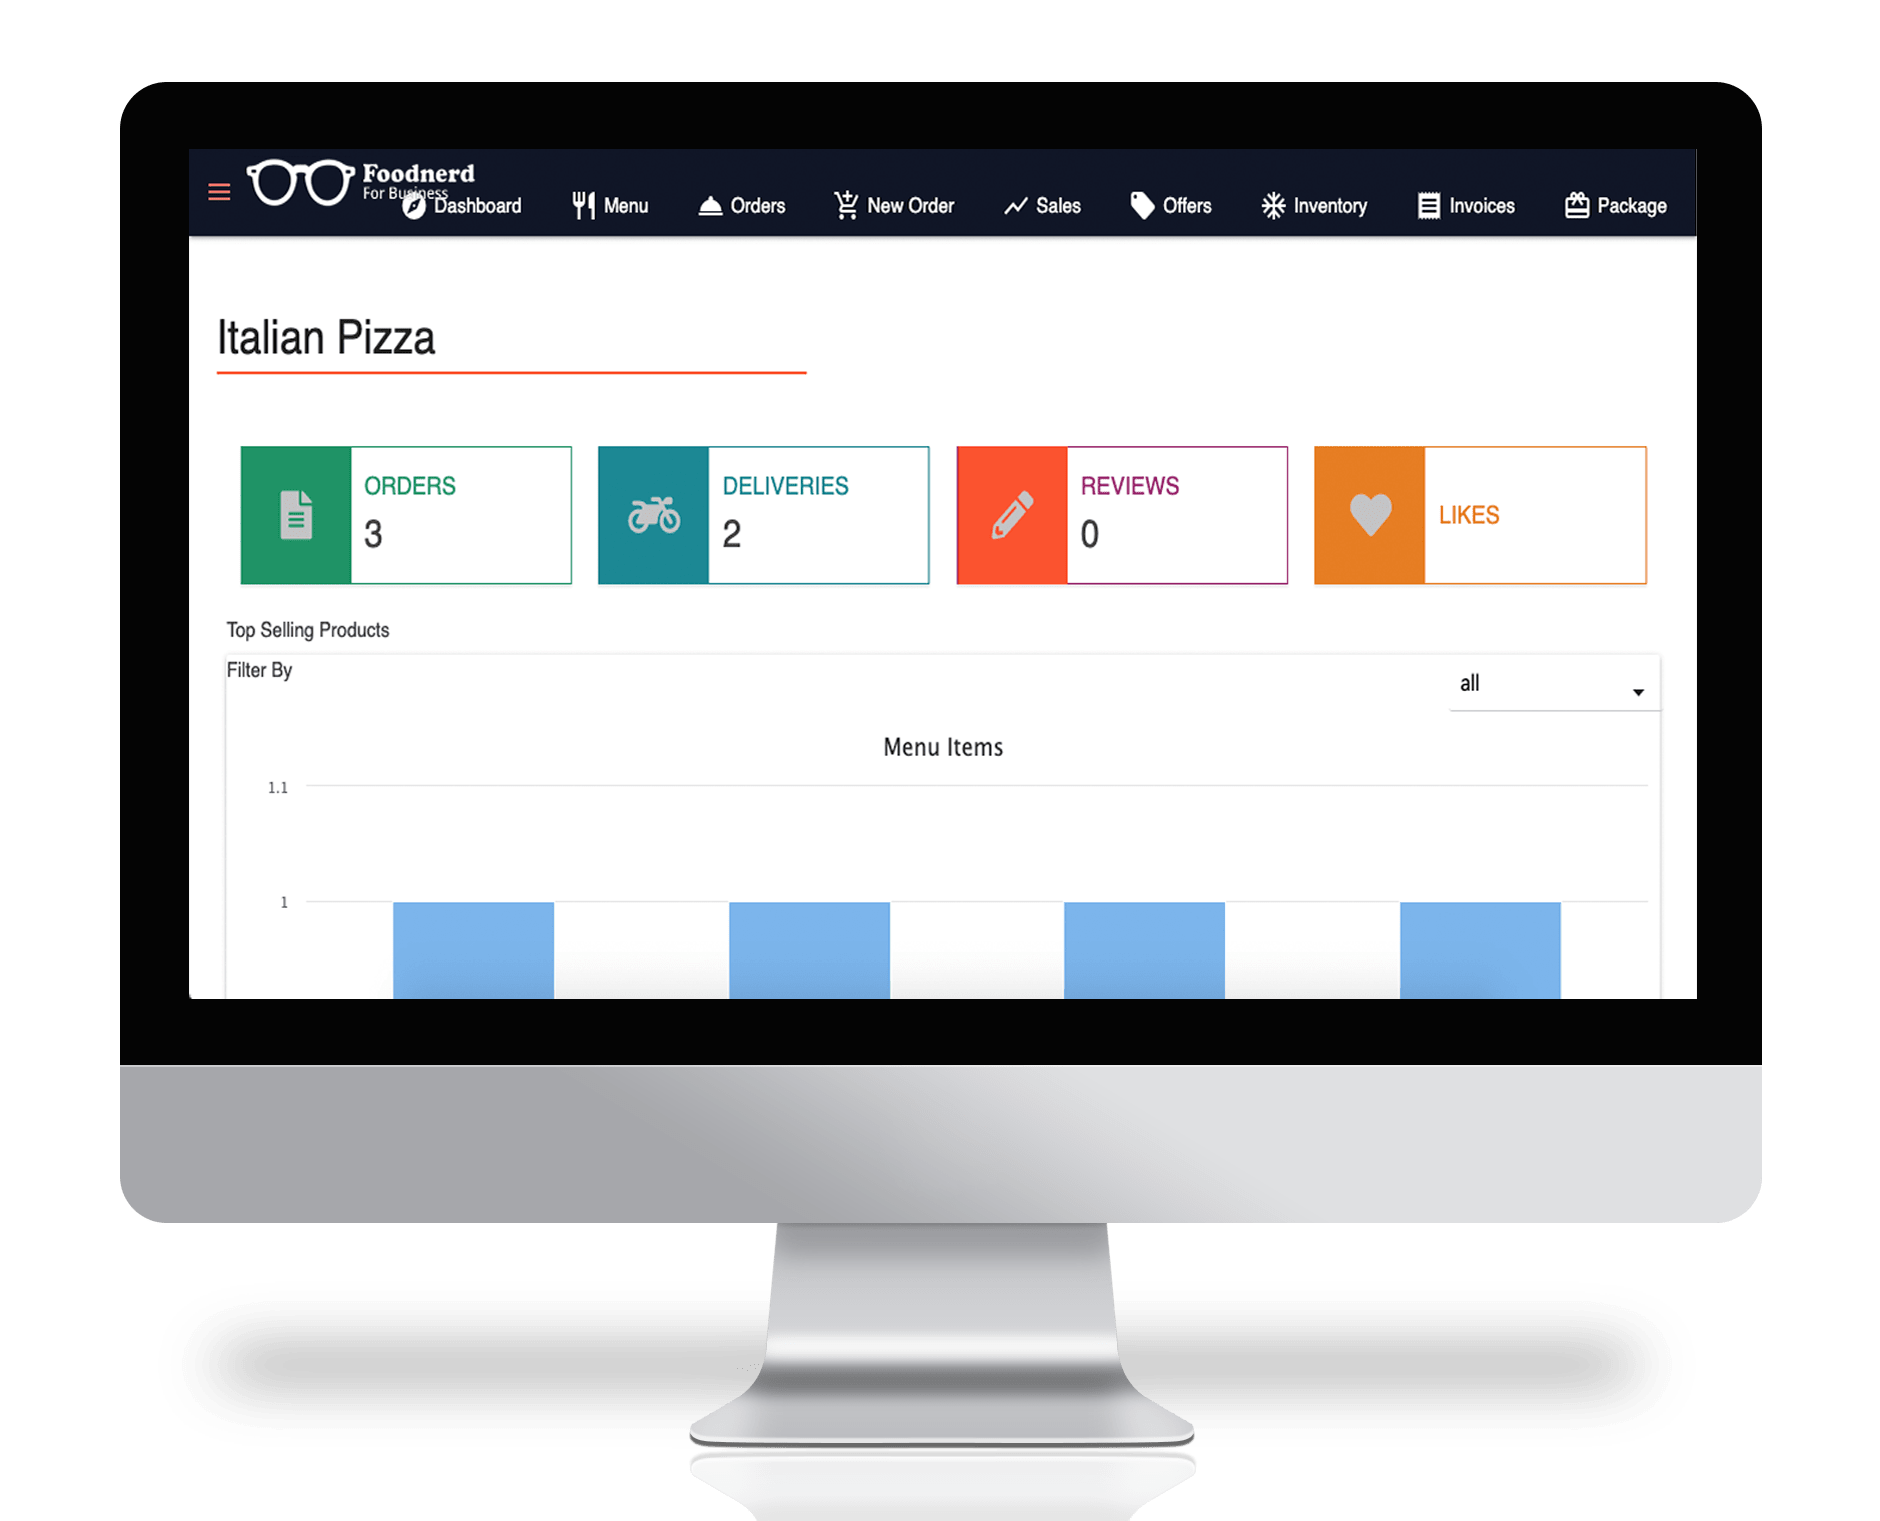 Foodnerd
For Business
Dashboard Menu Orders New Order Sales Offers Inventory Invoices Package
Italian Pizza
ORDERS
3
DELIVERIES
2
REVIEWS
0
LIKES
Top Selling Products
Filter By
all
Menu Items
1.1
1